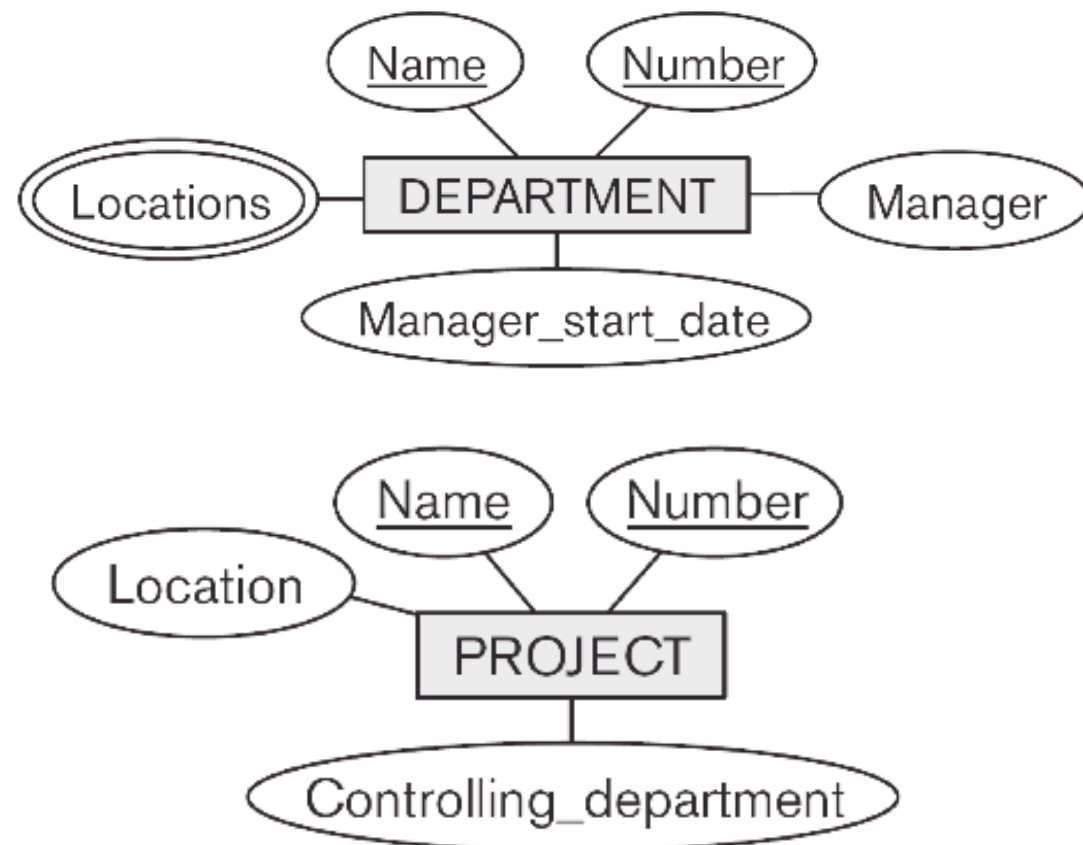 Name
Number
Locations
DEPARTMENT
Manager
Manager_start_date
Name
Number
Location
PROJECT
Controlling_department